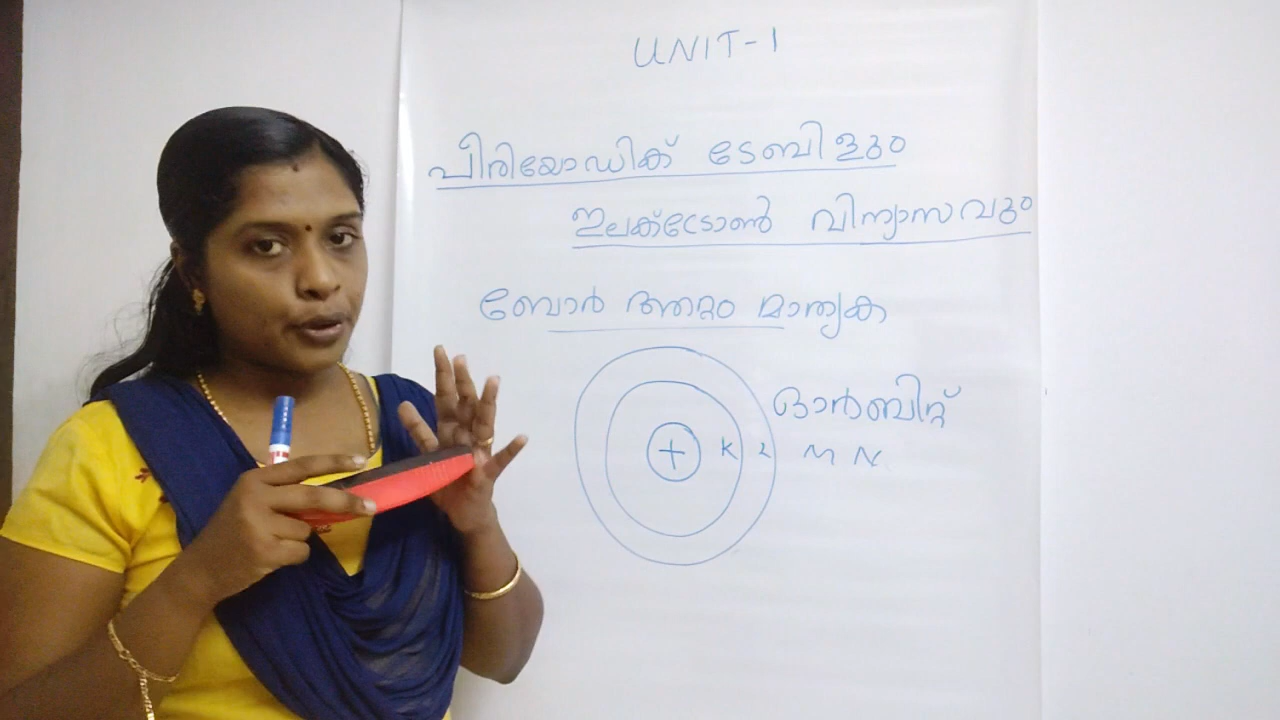 UNIT-1
പീരിയോഡിക് ടേബിളും
ഇലക്ട്രോൺ വിന്യാസവും
ബോർ ആറ്റം മാതൃക
ഓർബിറ്റ്
+ K L M N